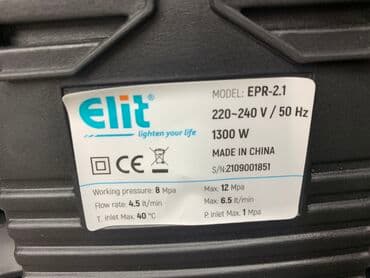 Elit®
lighten your life
MODEL: EPR-2.1
220~240 V / 50 Hz
1300 W
MADE IN CHINA
S/N:2109001851
CE
Working pressure: 8 Mpa
Flow rate: 4.5 lt/min
T. inlet Max. 40 °C
Max. 12 Mpa
Max. 6.5 lt/min
P. inlet Max. 1 Mpa